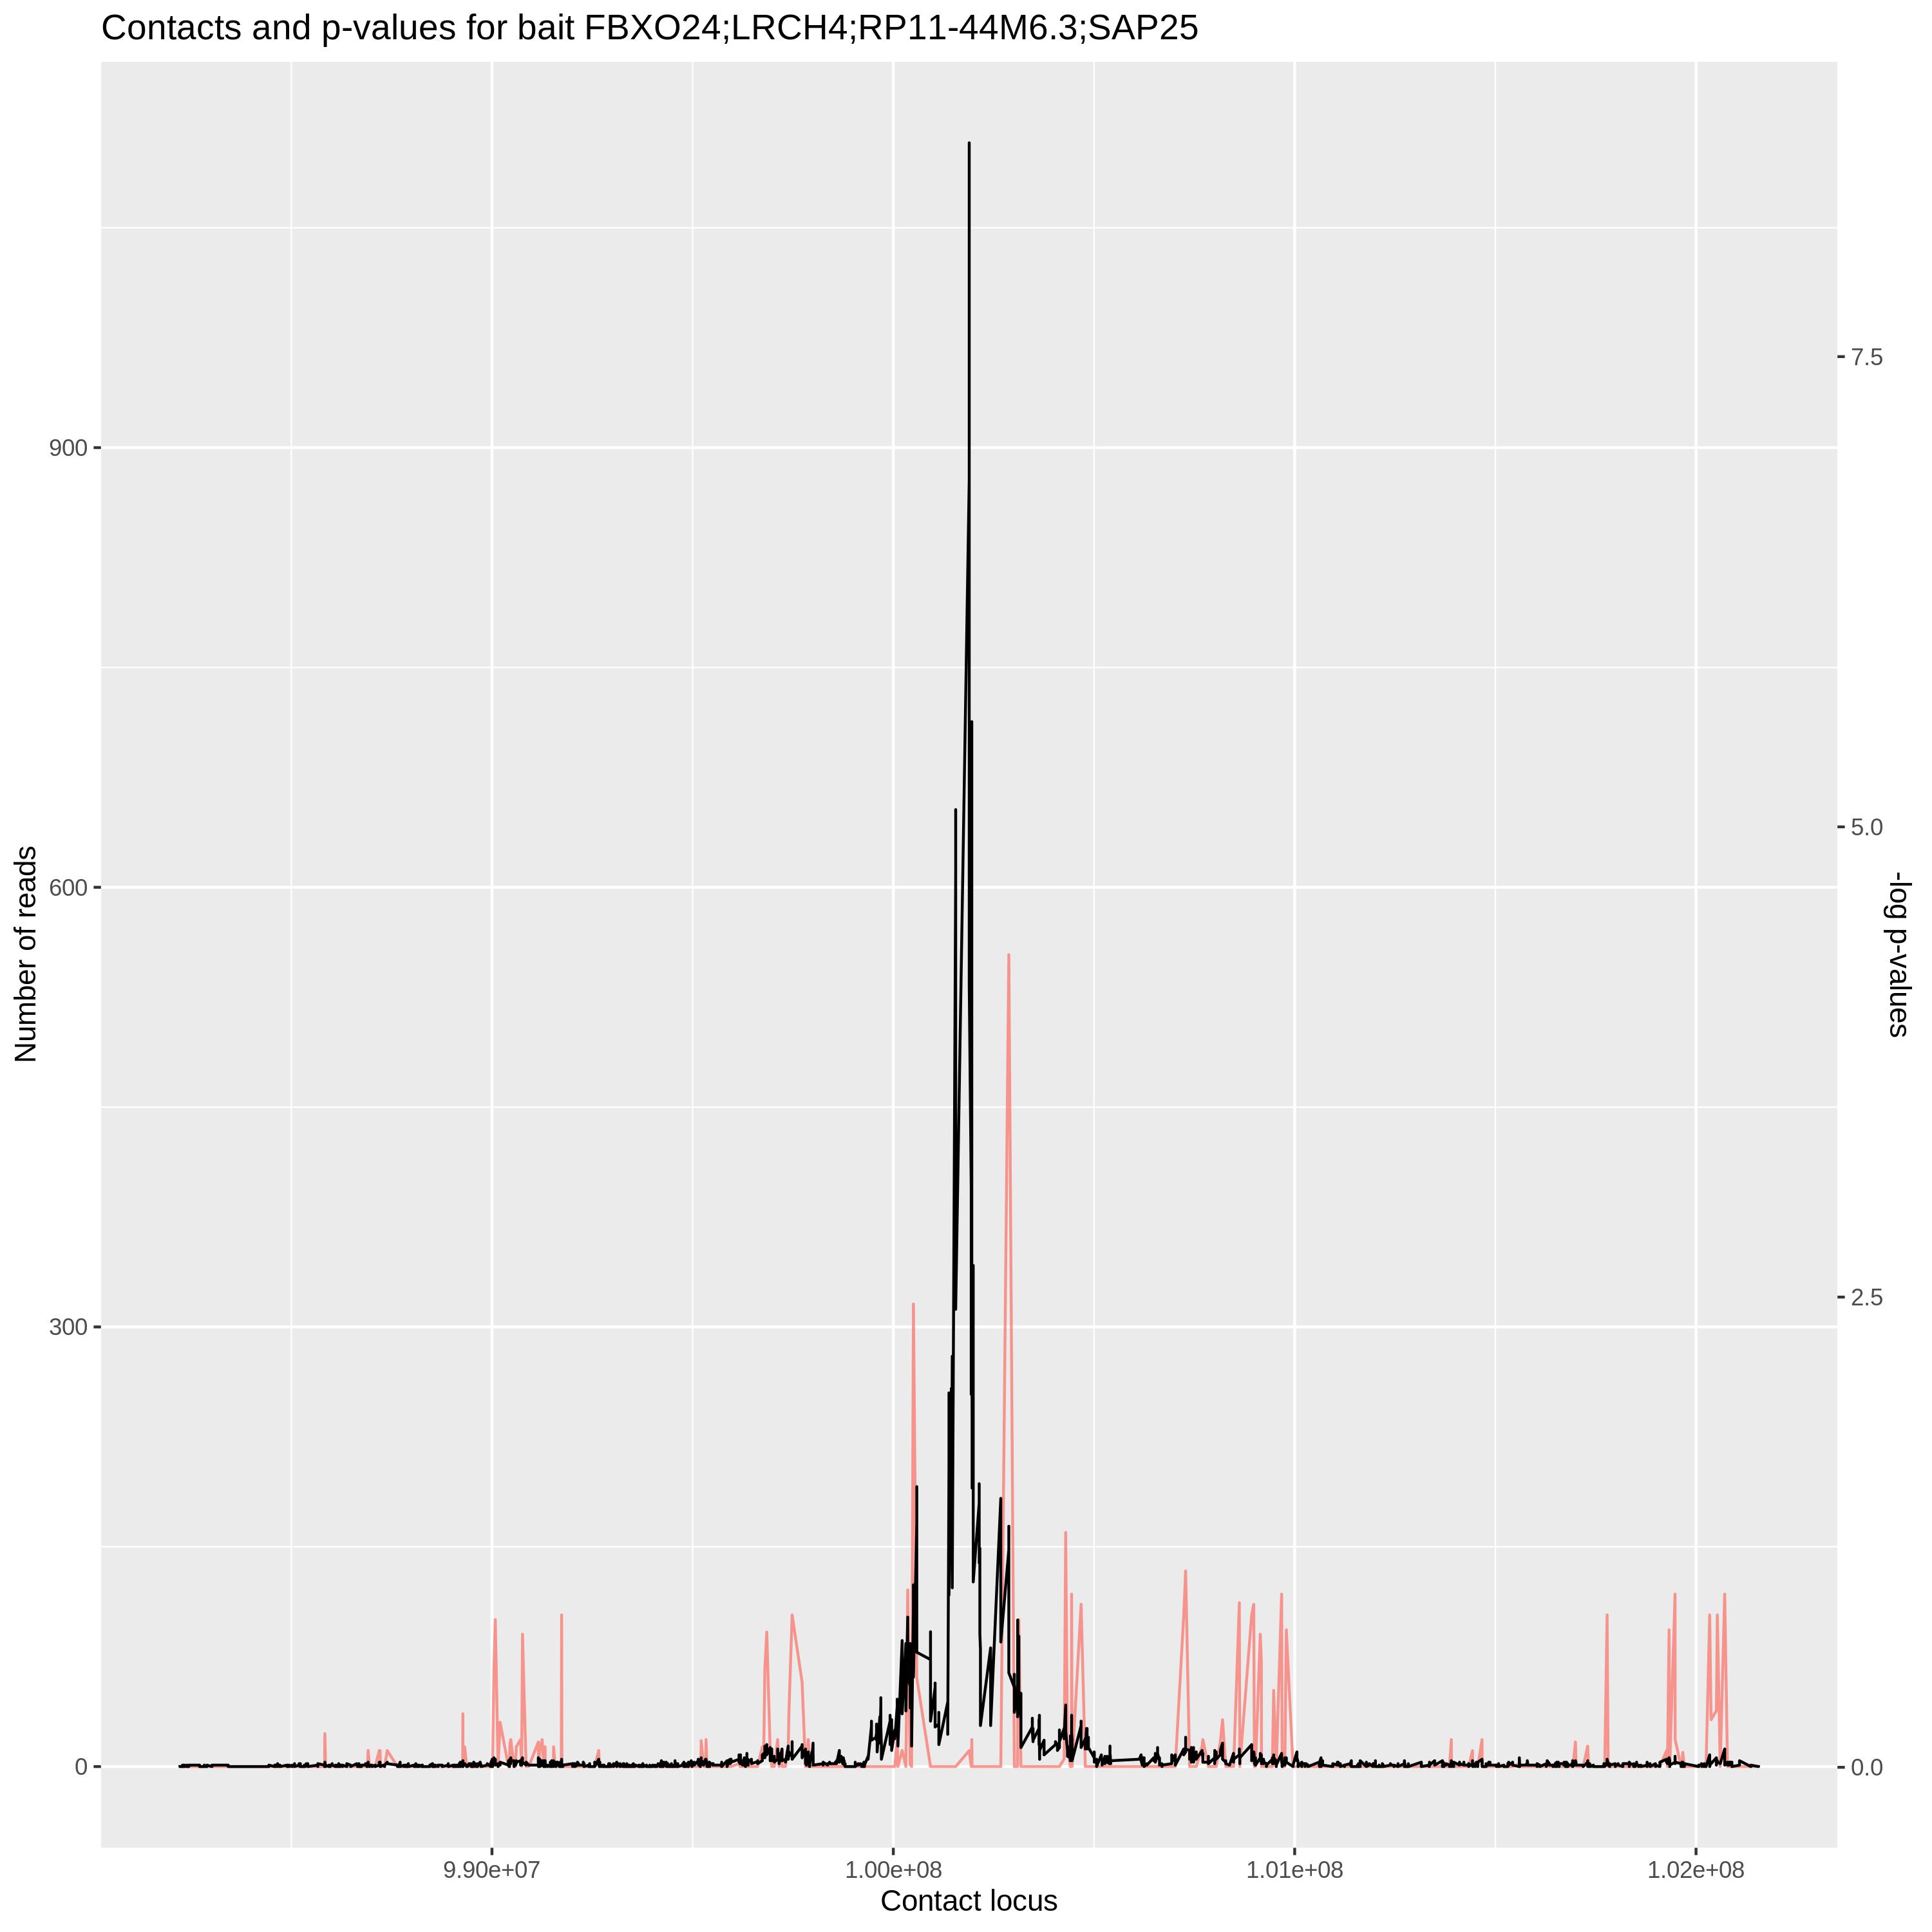 Contacts and p-values for bait FBXO24;LRCH4;RP11-44M6.3;SAP25
900
600
300
0
Number of reads
7.5
5.0
2.5
0.0
-log p-values
9.90e+07
1.00e+08
1.01e+08
1.02e+08
Contact locus